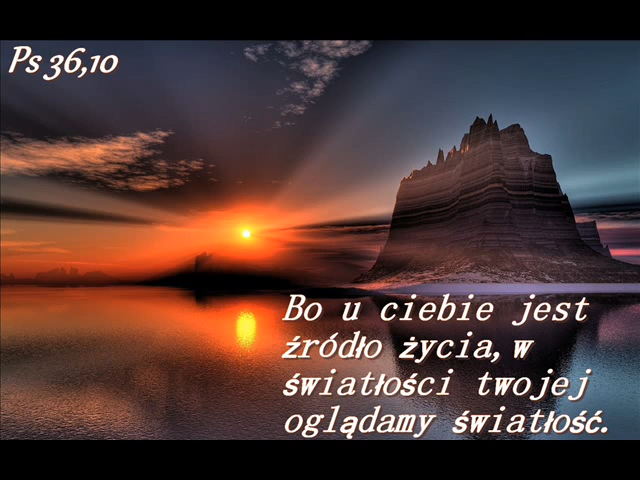 Ps 36,10
Bo u ciebie jest
źródło życia, w
światłości twojej
oglądamy światłość.